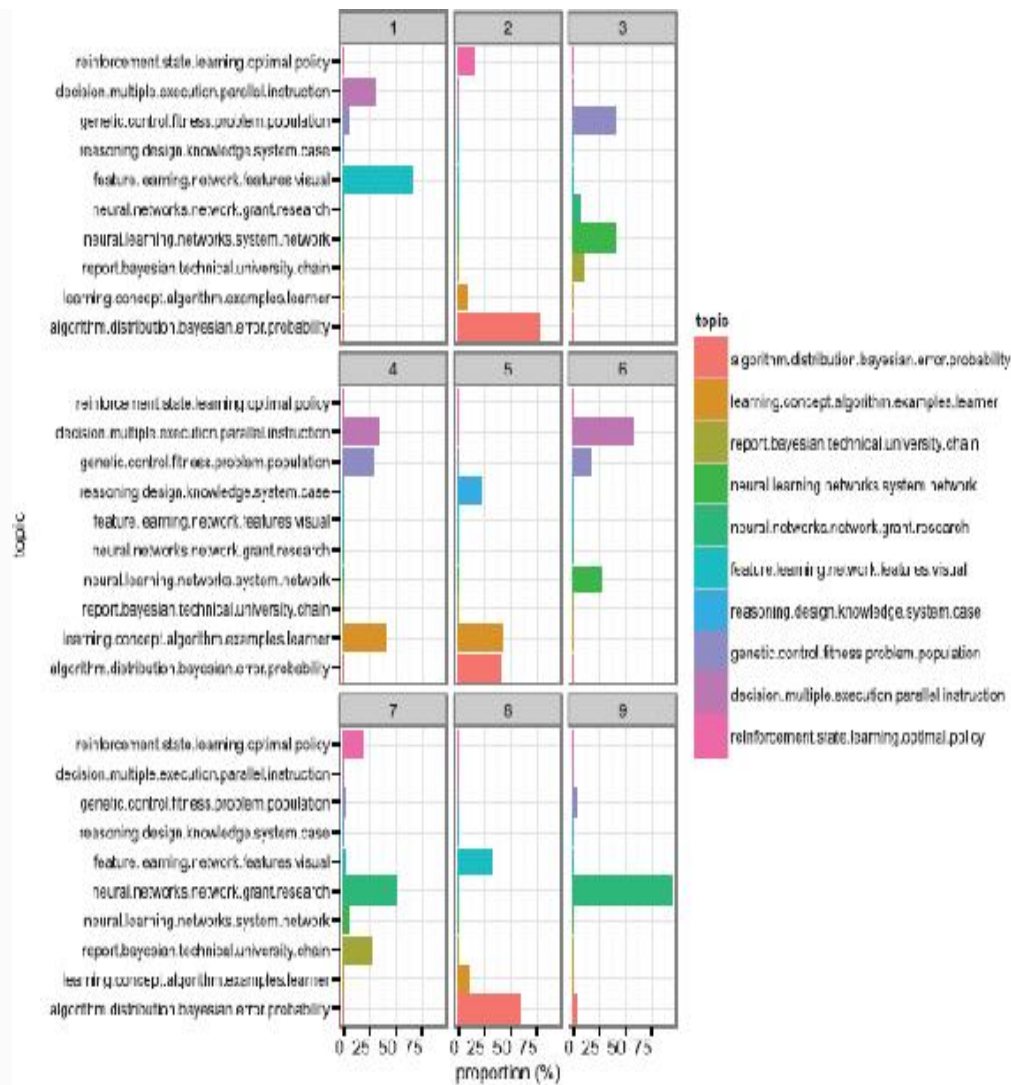 1 2 3
reinforcement.state.learning.optimal.policy
decision.multiple.execution.parallel.instruction
genetic.control.fitness.problem.population
reasoning.design.knowledge.system.case
feature.learning.network.features.visual
neural.networks.network.grant.research
neural.learning.networks.system.network
report.bayesian.technical.university.chain
learning.concept.algorithm.examples.learner
algorithm.distribution.bayesian.error.probability
4 5 6
reinforcement.state.learning.optimal.policy
decision.multiple.execution.parallel.instruction
genetic.control.fitness.problem.population
reasoning.design.knowledge.system.case
feature.learning.network.features.visual
neural.networks.network.grant.research
neural.learning.networks.system.network
report.bayesian.technical.university.chain
learning.concept.algorithm.examples.learner
algorithm.distribution.bayesian.error.probability
topic
7 8 9
reinforcement.state.learning.optimal.policy
decision.multiple.execution.parallel.instruction
genetic.control.fitness.problem.population
reasoning.design.knowledge.system.case
feature.learning.network.features.visual
neural.networks.network.grant.research
neural.learning.networks.system.network
report.bayesian.technical.university.chain
learning.concept.algorithm.examples.learner
algorithm.distribution.bayesian.error.probability
0 25 50 75 0 25 50 75 0 25 50 75
proportion (%)
topic
algorithm.distribution.bayesian.error.probability
learning.concept.algorithm.examples.learner
report.bayesian.technical.university.chain
neural.learning.networks.system.network
neural.networks.network.grant.research
feature.learning.network.features.visual
reasoning.design.knowledge.system.case
genetic.control.fitness.problem.population
decision.multiple.execution.parallel.instruction
reinforcement.state.learning.optimal.policy